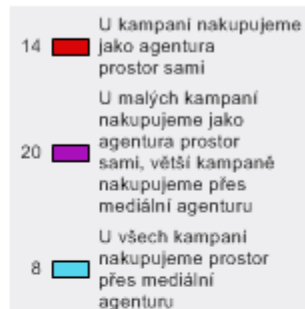 U kampaní nakupujeme
14 jako agentura
prostor sami
U malých kampaní
nakupujeme jako
agentura prostor
20 sami, větší kampaně
nakupujeme přes
mediální agenturu
U všech kampaní
nakupujeme prostor
8 přes mediální
agenturu